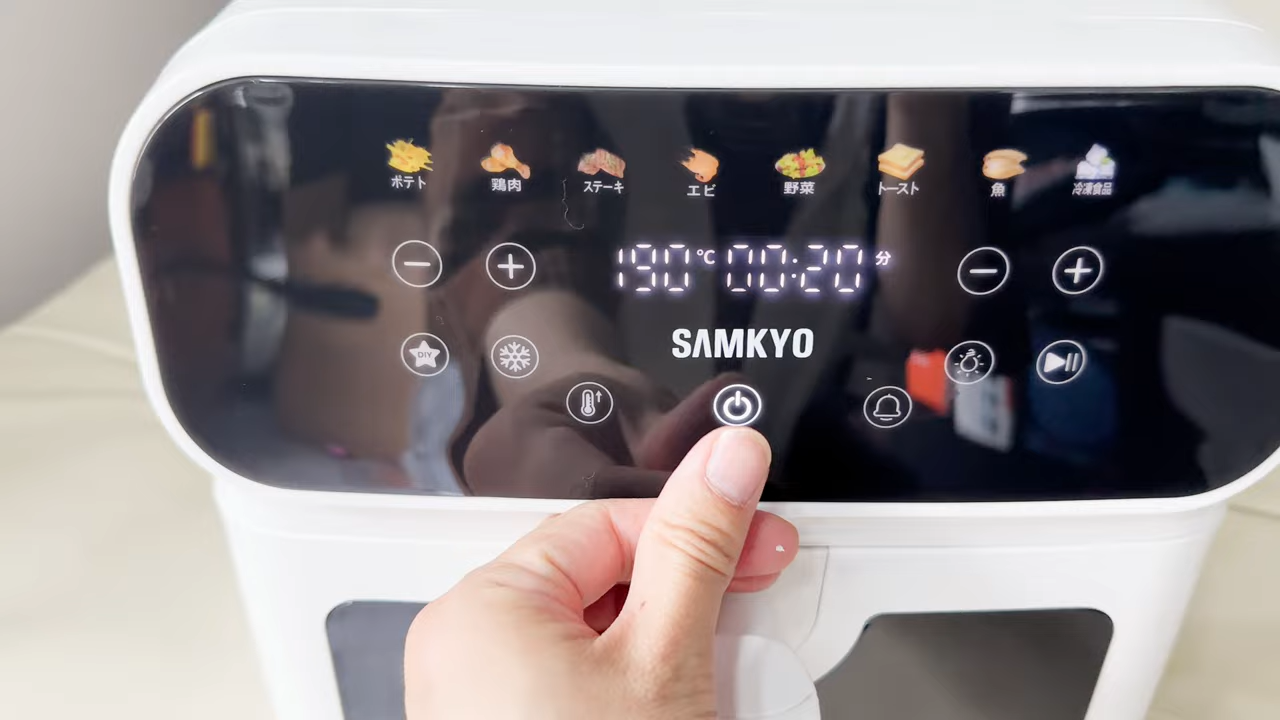 ポテト 鶏肉 ステーキ エビ 野菜 トースト 魚 冷凍食品
190 ℃ 00:20 分
SAMKYO
DIY